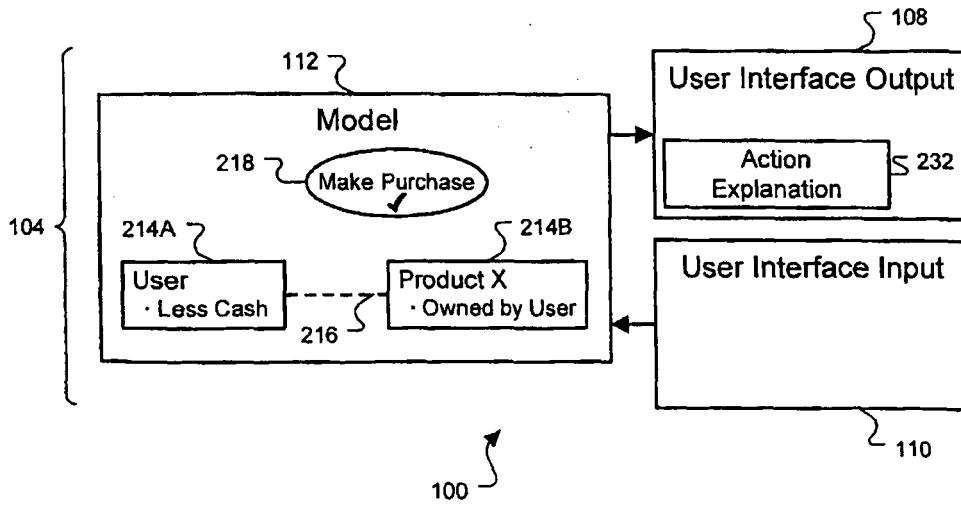 108
112
User Interface Output
Model
218
Make Purchase
✓
Action
Explanation
232
104
214A
214B
User
· Less Cash
Product X
· Owned by User
216
User Interface Input
110
100